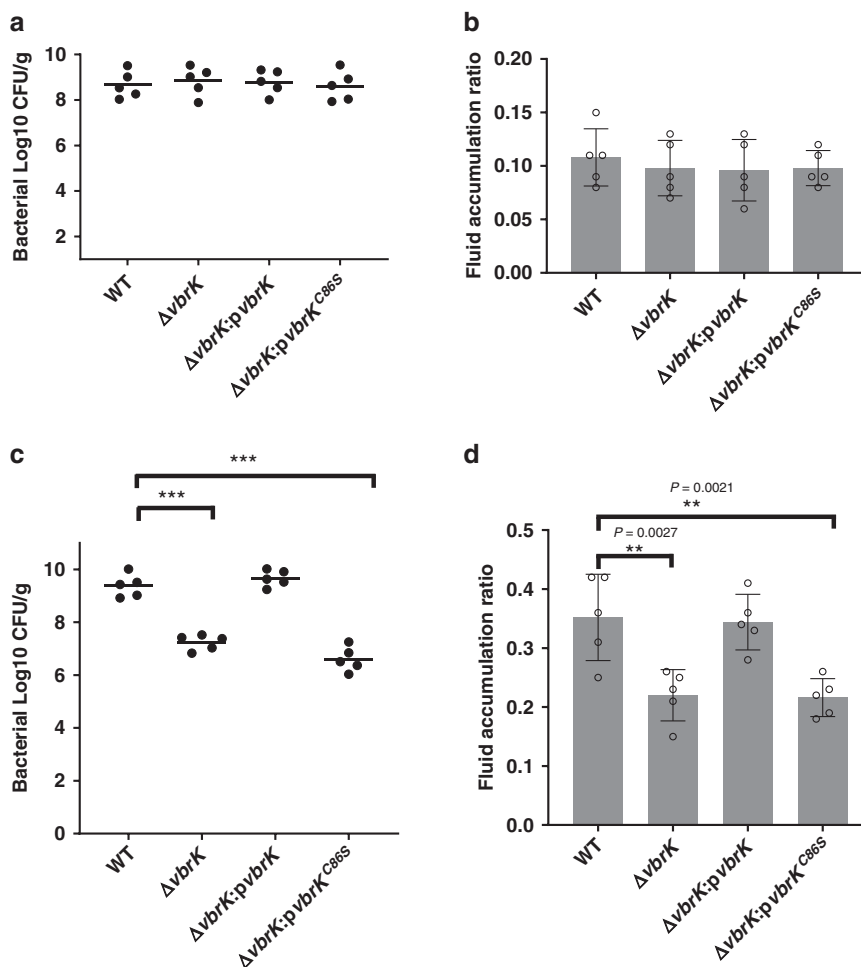 a
Bacterial Log10 CFU/g
10
8
6
4
2
WT
ΔvbrK
ΔvbrK:pvbrK
ΔvbrK:pvbrK^C86S
b
Fluid accumulation ratio
0.20
0.15
0.10
0.05
0.00
WT
ΔvbrK
ΔvbrK:pvbrK
ΔvbrK:pvbrK^C86S
c
***
***
Bacterial Log10 CFU/g
10
8
6
4
2
0
WT
ΔvbrK
ΔvbrK:pvbrK
ΔvbrK:pvbrK^C86S
d
P = 0.0021
**
P = 0.0027
**
Fluid accumulation ratio
0.5
0.4
0.3
0.2
0.1
0.0
WT
ΔvbrK
ΔvbrK:pvbrK
ΔvbrK:pvbrK^C86S